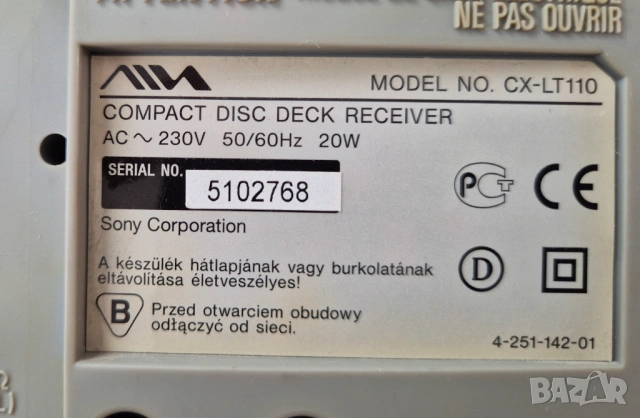 NE PAS OUVRIR
MODEL NO. CX-LT110
COMPACT DISC DECK RECEIVER
AC ~ 230V 50/60Hz 20W
SERIAL NO.
5102768
Sony Corporation
PCT CE
A készülék hátlapjának vagy burkolatának
eltávolítása életveszélyes!
D
B
Przed otwarciem obudowy
odłączyć od sieci.
4-251-142-01
BAZAR